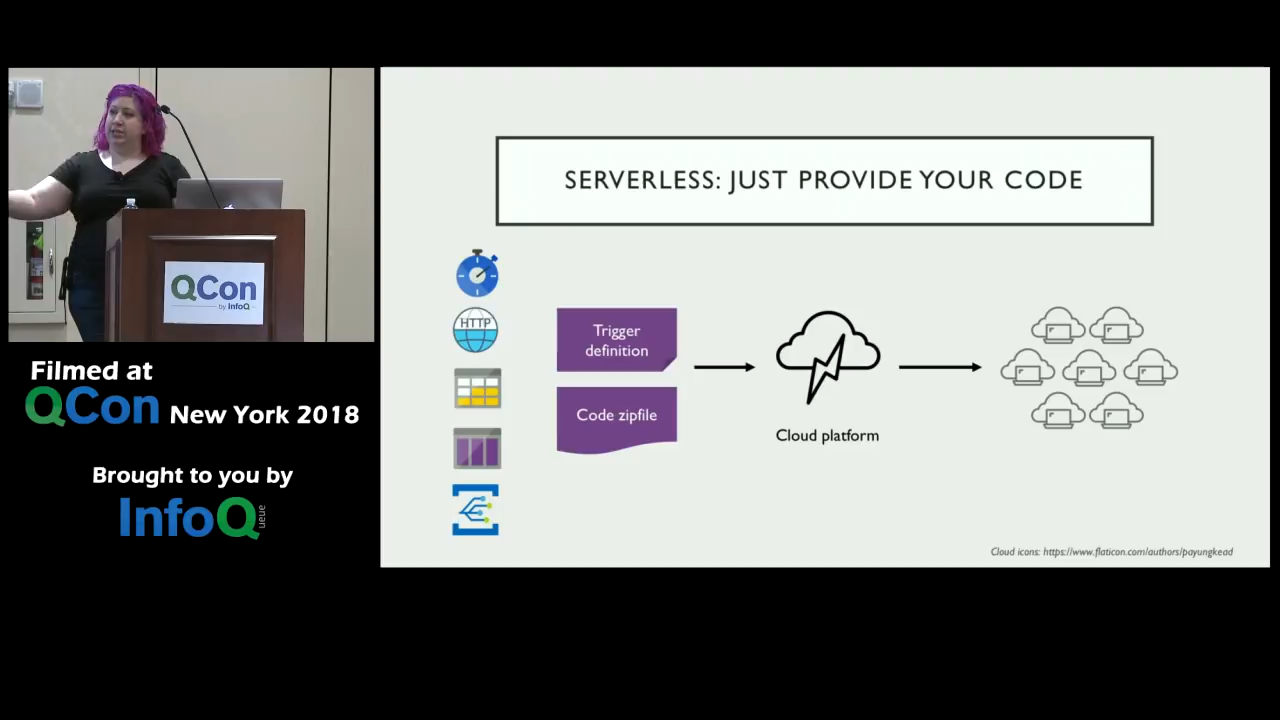 SERVERLESS: JUST PROVIDE YOUR CODE
HTTP
Trigger
definition
Code zipfile
Cloud platform
Cloud icons: https://www.flaticon.com/authors/payungkead
QCon
by InfoQ
Filmed at
QCon New York 2018
Brought to you by
InfoQ
ueue